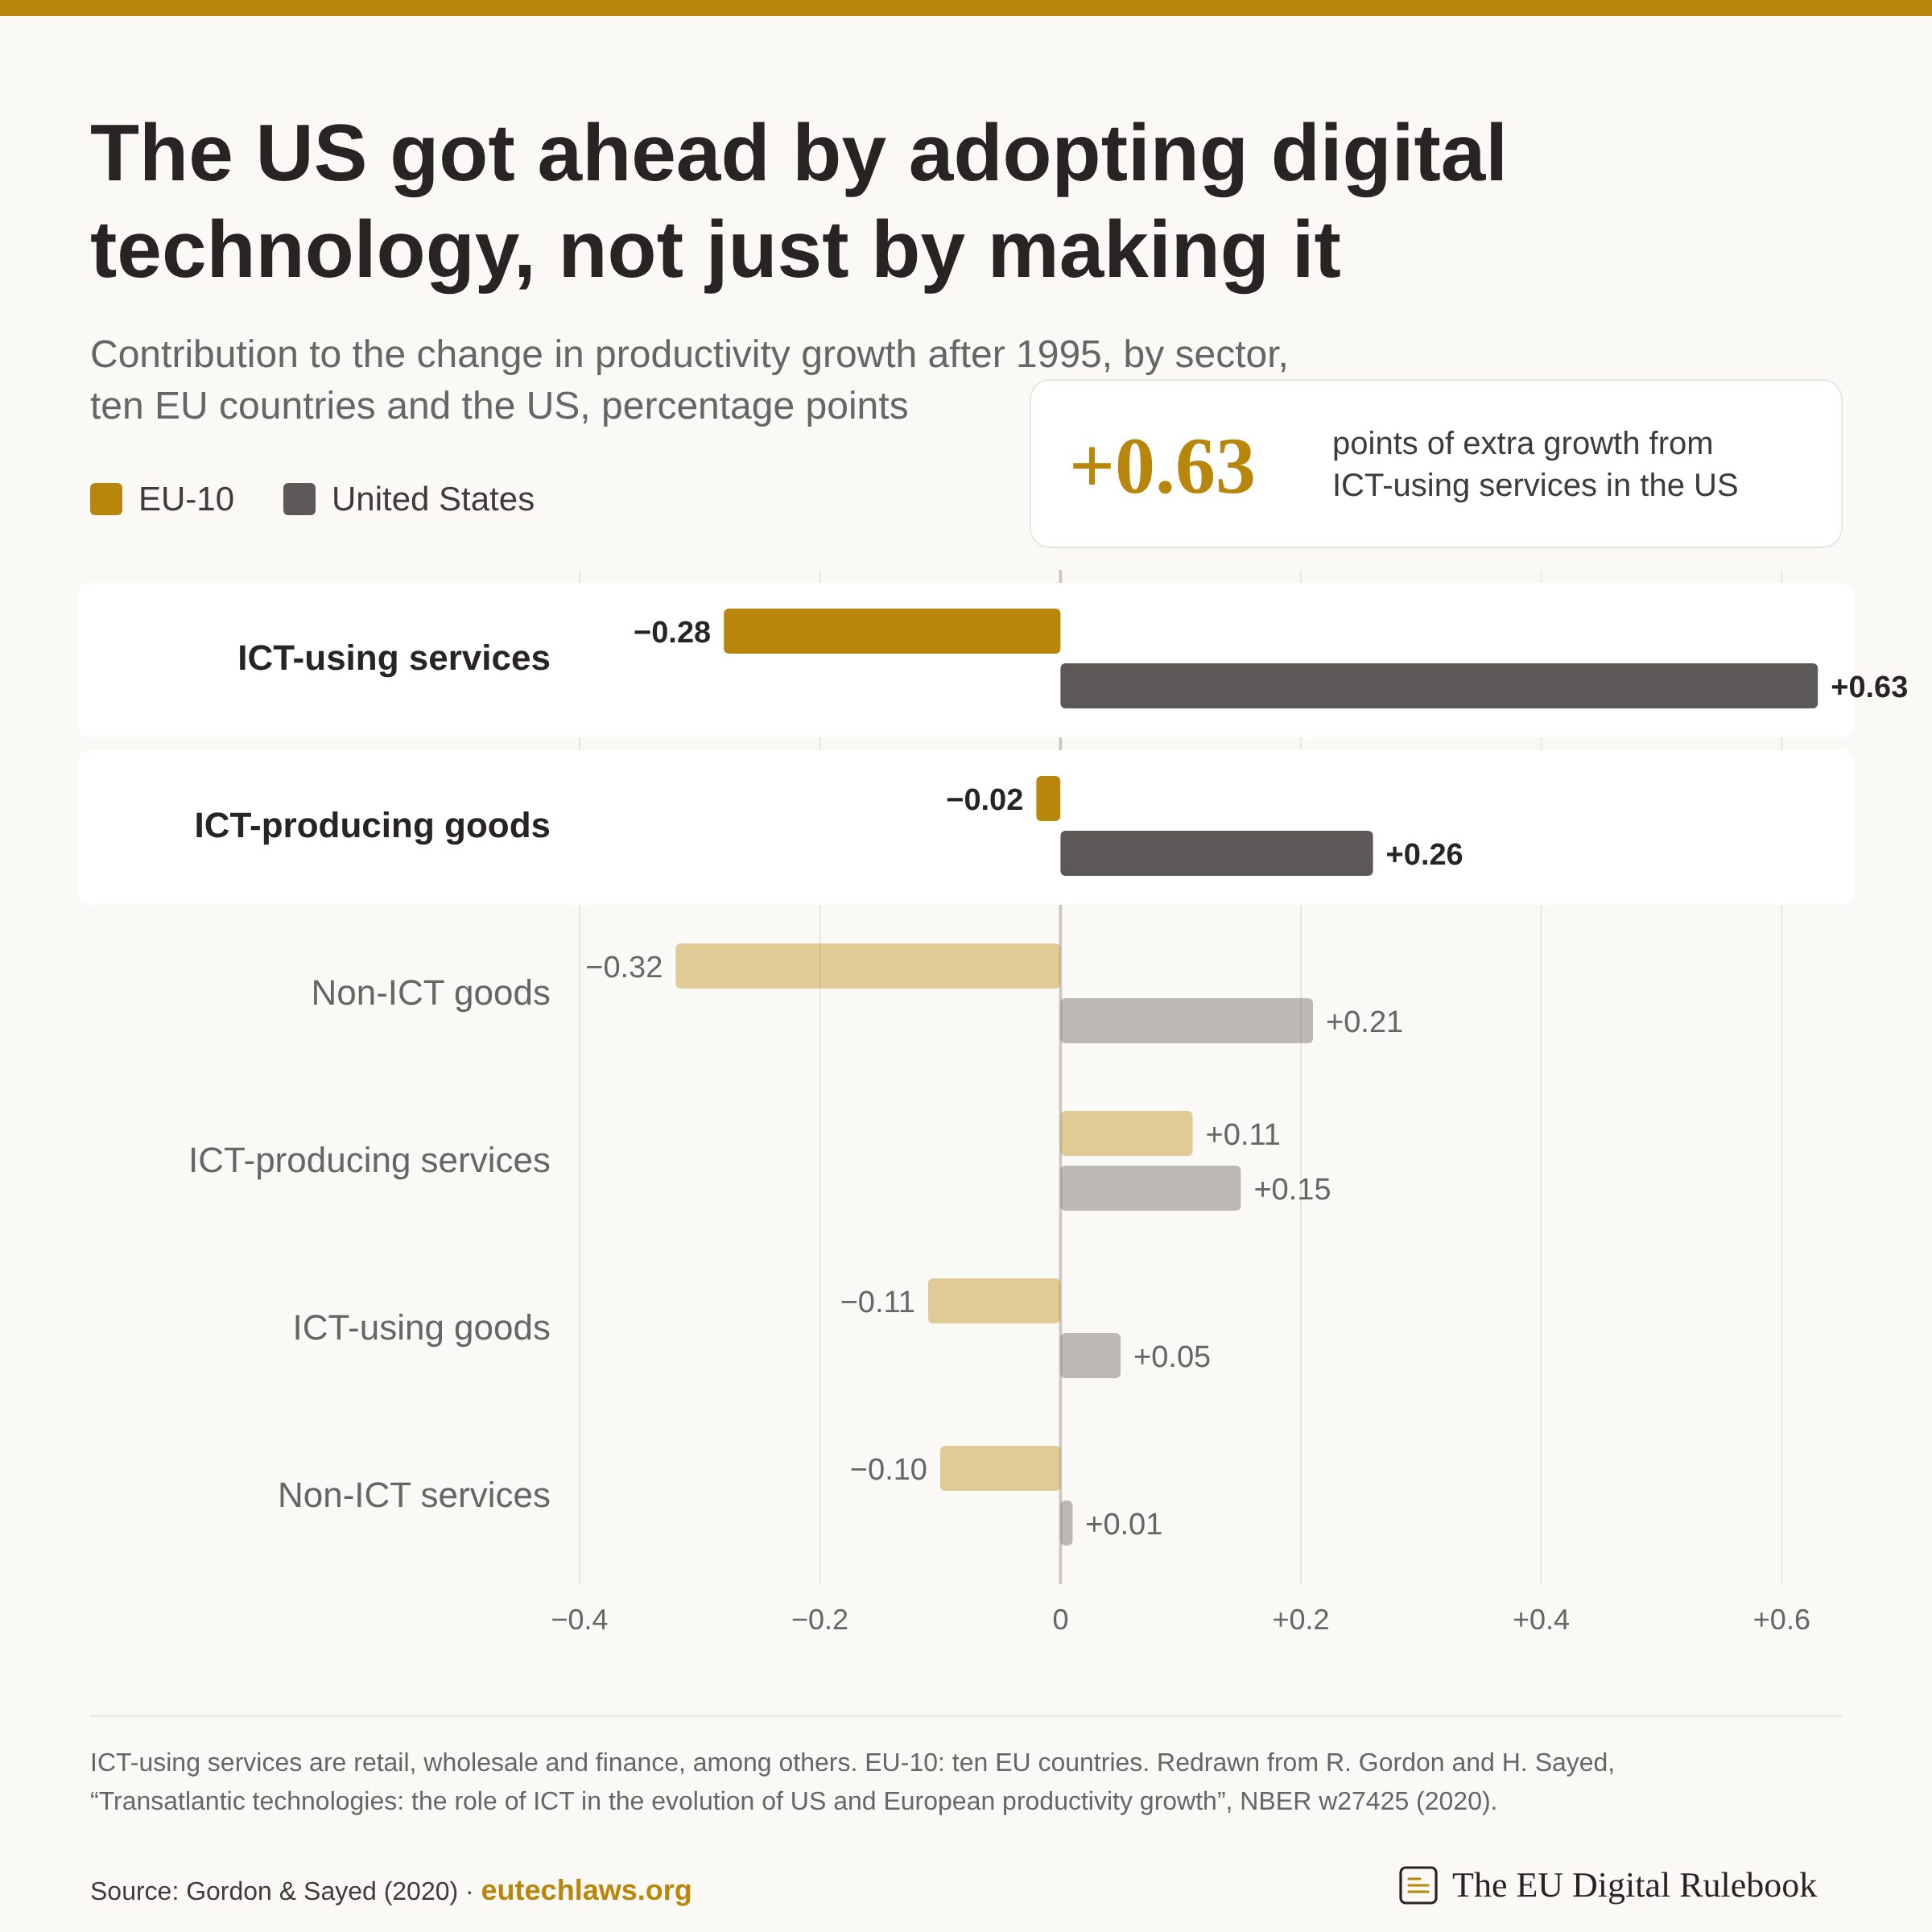 The US got ahead by adopting digital
technology, not just by making it
Contribution to the change in productivity growth after 1995, by sector,
ten EU countries and the US, percentage points
EU-10
United States
+0.63
points of extra growth from
ICT-using services in the US
ICT-using services
−0.28
+0.63
ICT-producing goods
−0.02
+0.26
Non-ICT goods
−0.32
+0.21
ICT-producing services
+0.11
+0.15
ICT-using goods
−0.11
+0.05
Non-ICT services
−0.10
+0.01
−0.4 −0.2 0 +0.2 +0.4 +0.6
ICT-using services are retail, wholesale and finance, among others. EU-10: ten EU countries. Redrawn from R. Gordon and H. Sayed,
“Transatlantic technologies: the role of ICT in the evolution of US and European productivity growth”, NBER w27425 (2020).
Source: Gordon & Sayed (2020) · eutechlaws.org
The EU Digital Rulebook